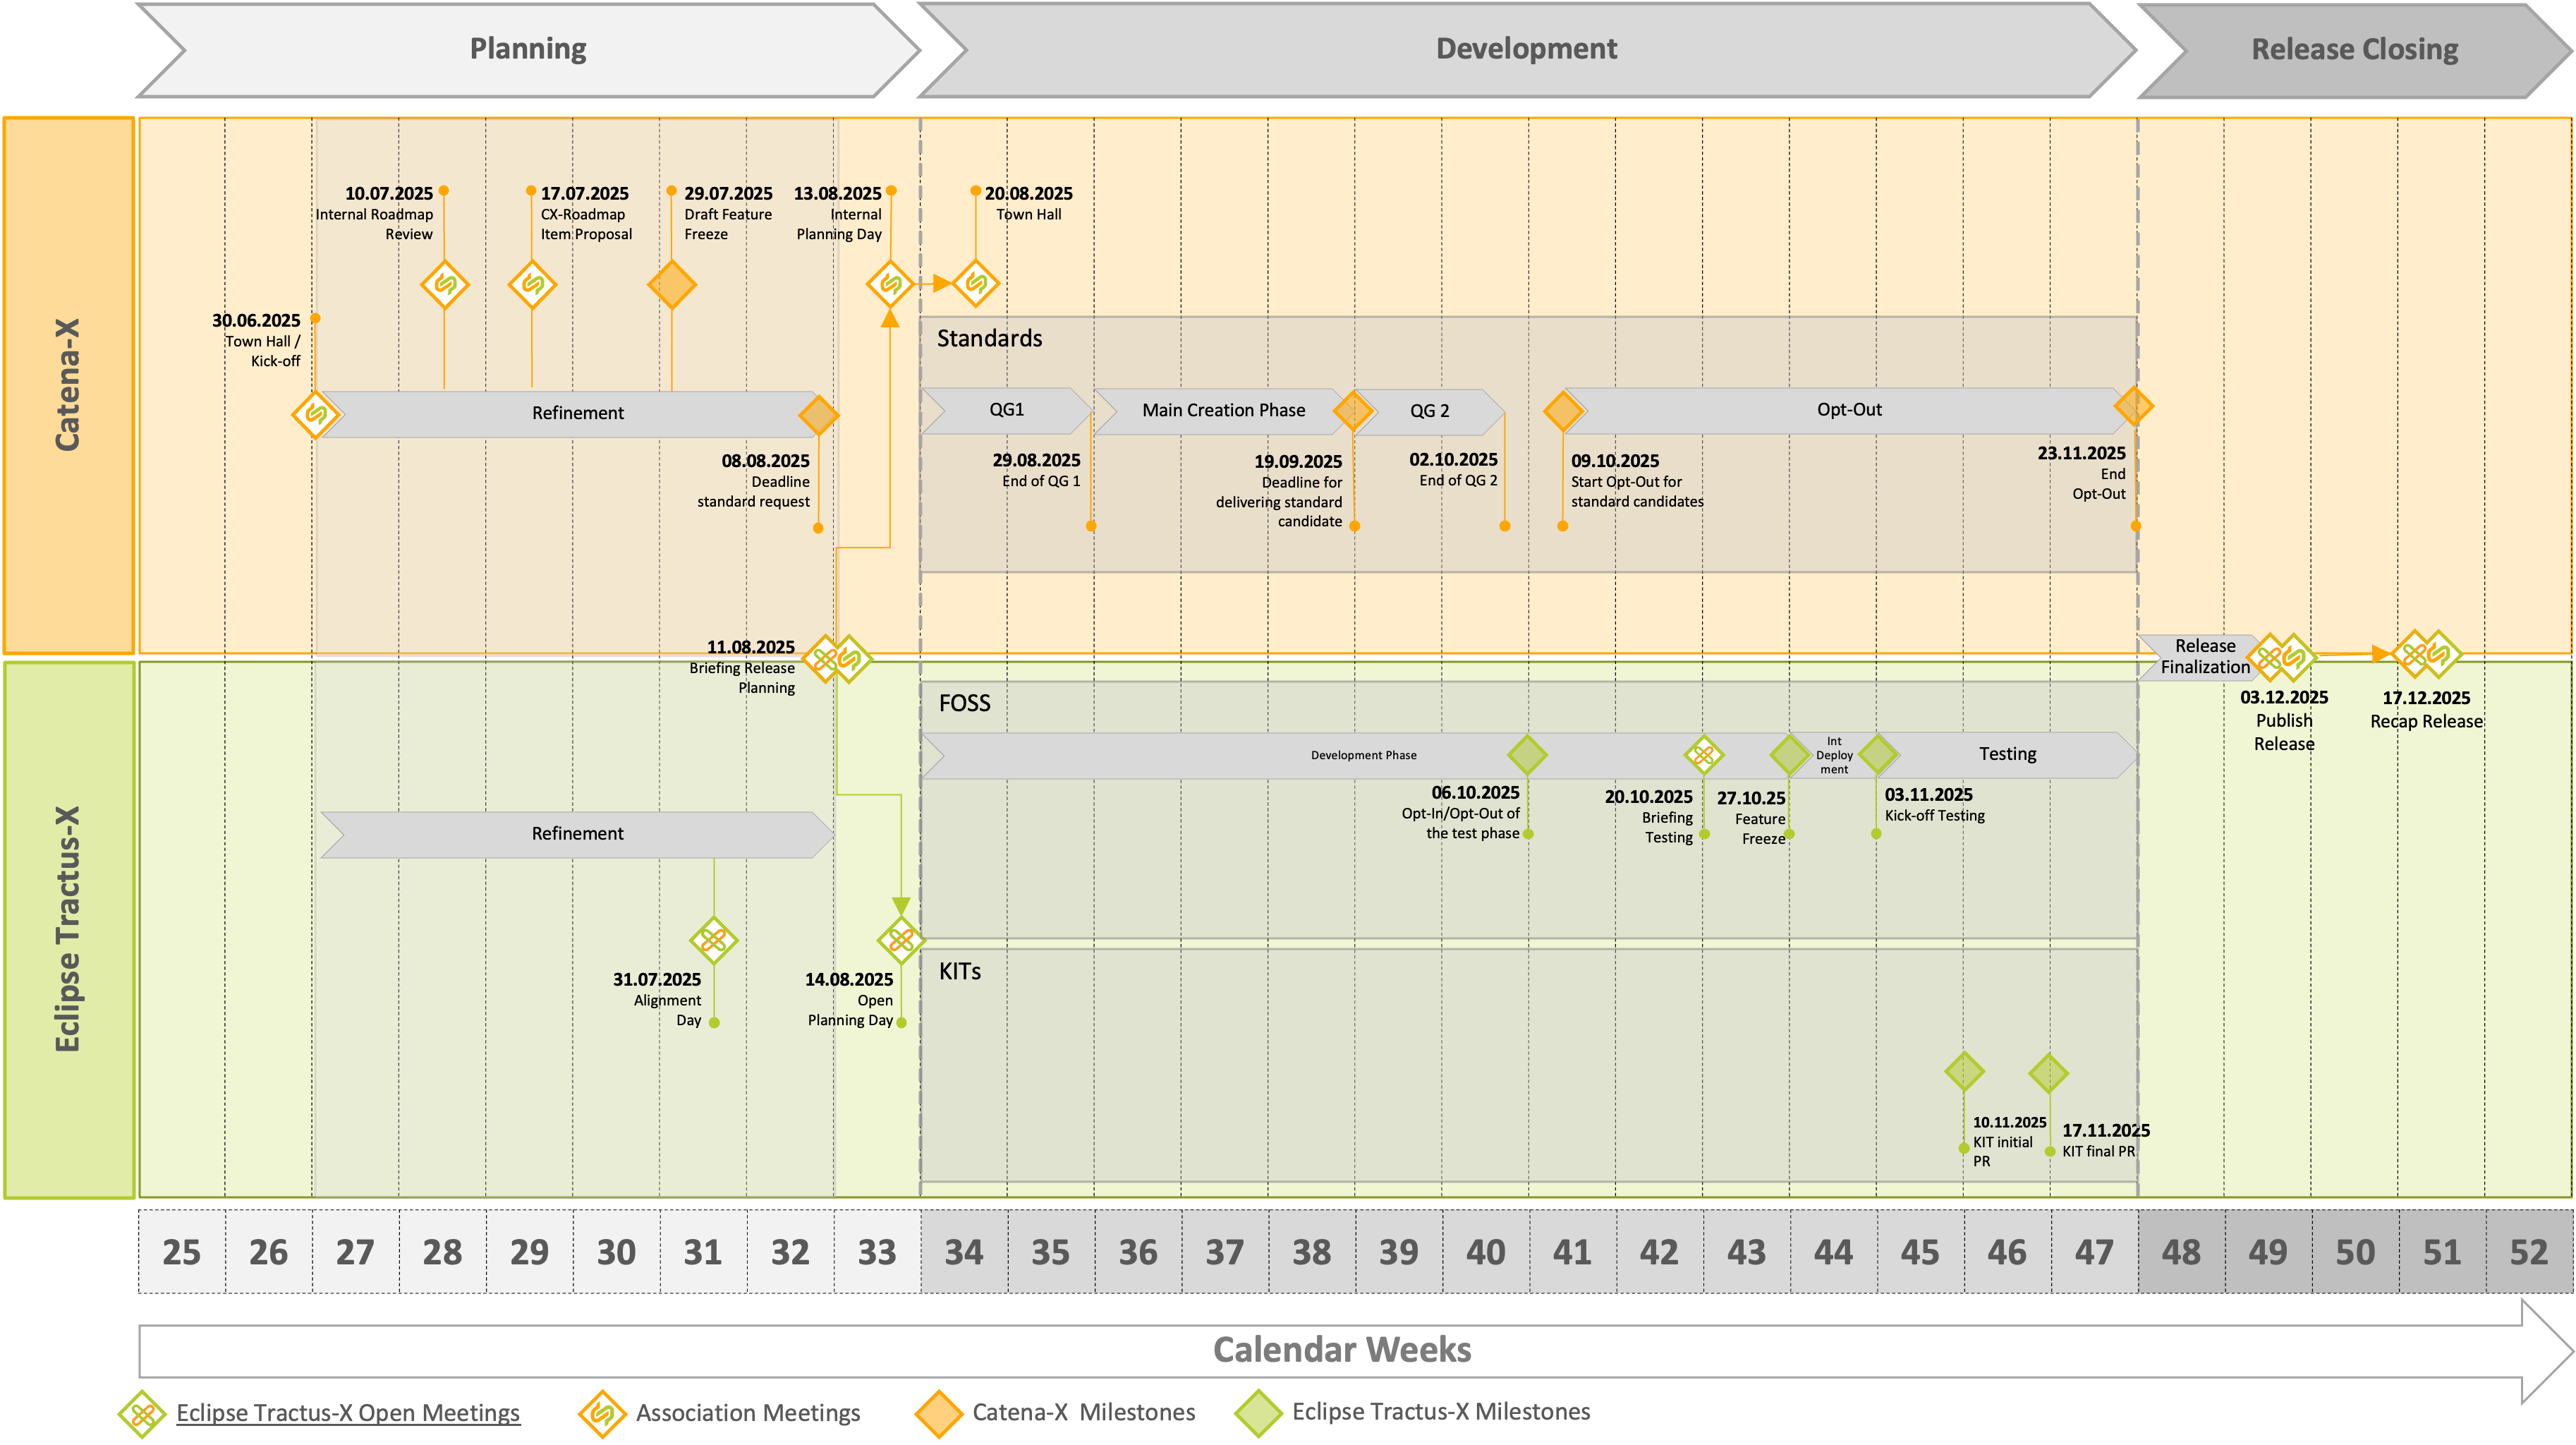 Planning
Development
Release Closing
Catena-X
10.07.2025
Internal Roadmap
Review
17.07.2025
CX-Roadmap
Item Proposal
29.07.2025
Draft Feature
Freeze
13.08.2025
Internal
Planning Day
20.08.2025
Town Hall
30.06.2025
Town Hall /
Kick-off
Refinement
08.08.2025
Deadline
standard request
Standards
QG1
Main Creation Phase
QG 2
Opt-Out
29.08.2025
End of QG 1
19.09.2025
Deadline for
delivering standard
candidate
02.10.2025
End of QG 2
09.10.2025
Start Opt-Out for
standard candidates
23.11.2025
End
Opt-Out
11.08.2025
Briefing Release
Planning
Release
Finalization
03.12.2025
Publish
Release
17.12.2025
Recap Release
Eclipse Tractus-X
FOSS
Development Phase
Int
Deploy
ment
Testing
06.10.2025
Opt-In/Opt-Out of
the test phase
20.10.2025
Briefing
Testing
27.10.25
Feature
Freeze
03.11.2025
Kick-off Testing
Refinement
31.07.2025
Alignment
Day
14.08.2025
Open
Planning Day
KITs
10.11.2025
KIT initial
PR
17.11.2025
KIT final PR
25 26 27 28 29 30 31 32 33 34 35 36 37 38 39 40 41 42 43 44 45 46 47 48 49 50 51 52
Calendar Weeks
Eclipse Tractus-X Open Meetings
Association Meetings
Catena-X Milestones
Eclipse Tractus-X Milestones